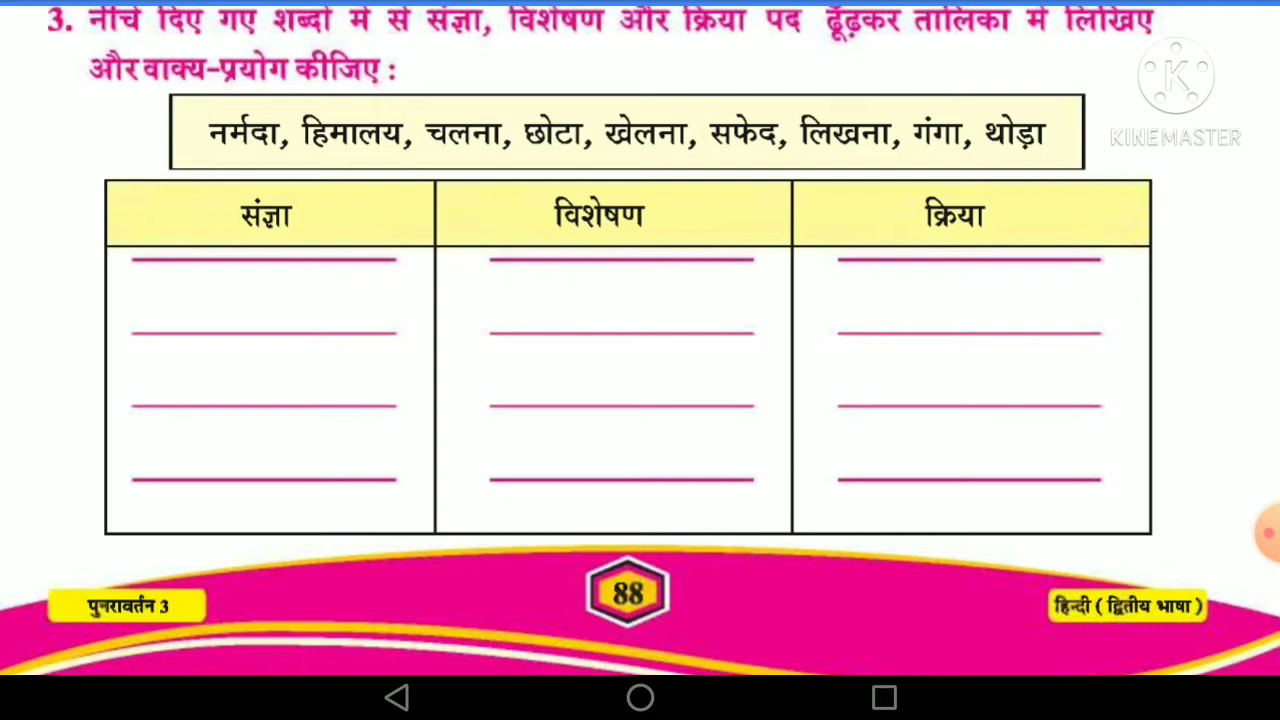 3. नीचे दिए गए शब्दों में से संज्ञा, विशेषण और क्रिया पद ढूँढ़कर तालिका में लिखिए
और वाक्य-प्रयोग कीजिए :
KINEMASTER
नर्मदा, हिमालय, चलना, छोटा, खेलना, सफेद, लिखना, गंगा, थोड़ा
संज्ञा विशेषण क्रिया
पुनरावर्तन 3 88 हिन्दी ( द्वितीय भाषा )